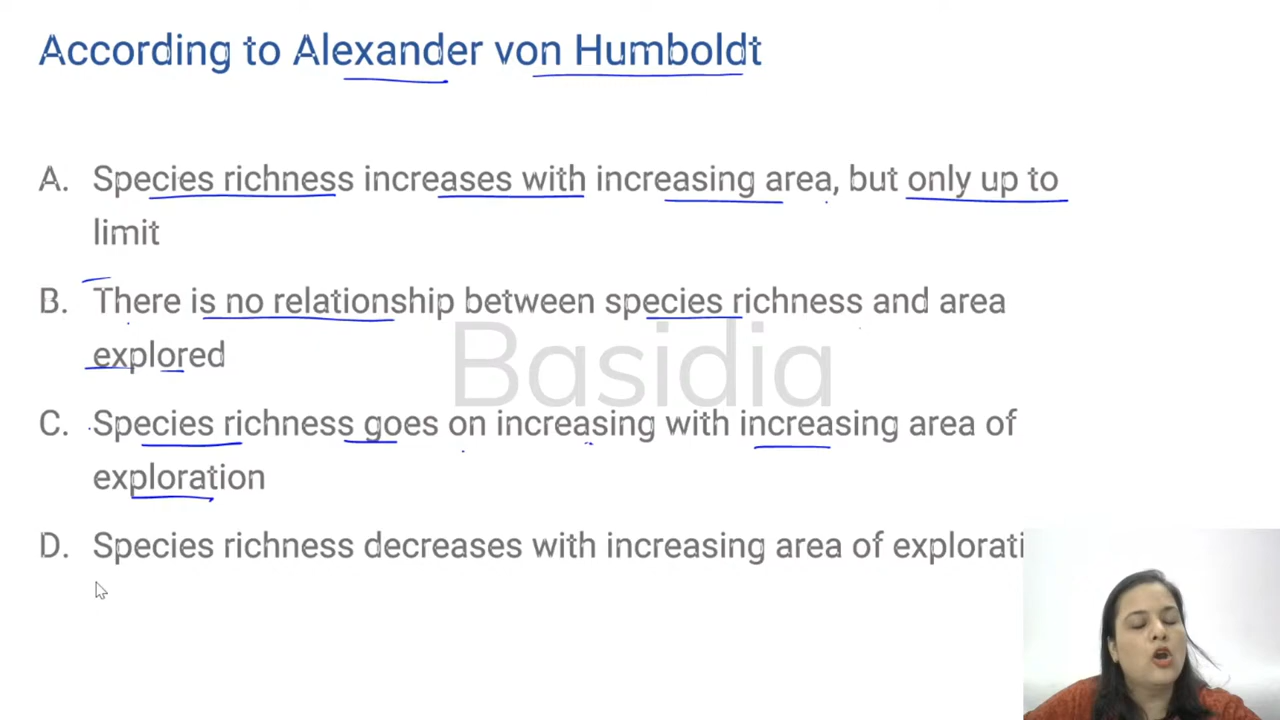 According to Alexander von Humboldt
A. Species richness increases with increasing area, but only up to
limit
B. There is no relationship between species richness and area
explored
Basidia
C. Species richness goes on increasing with increasing area of
exploration
D. Species richness decreases with increasing area of explorati